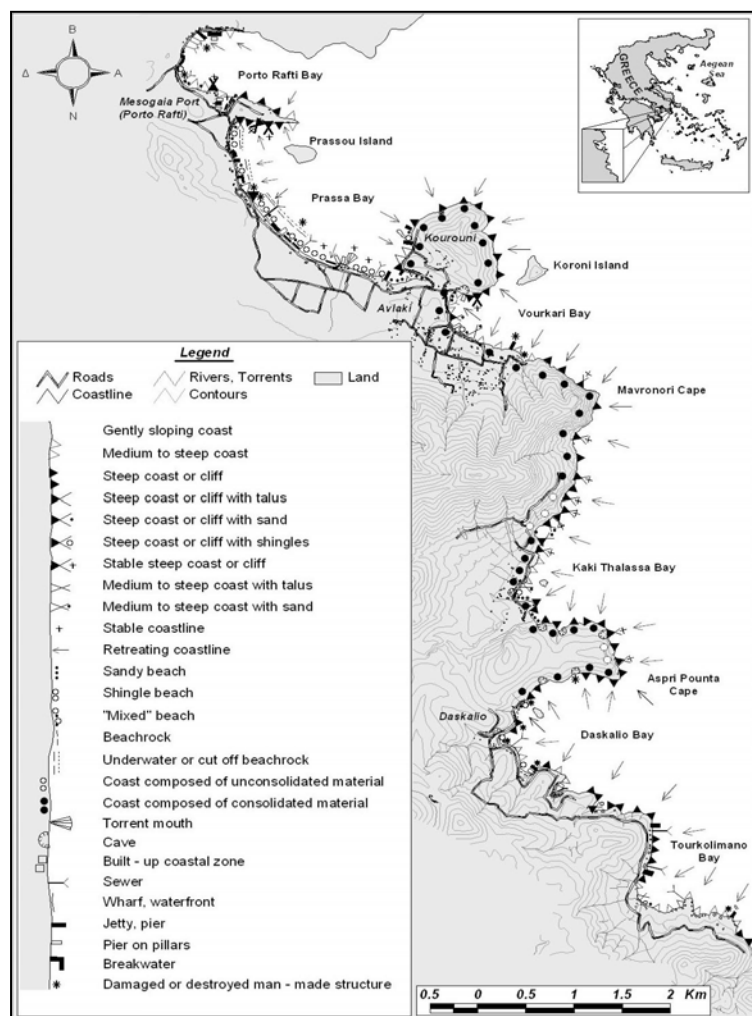 B
Δ
A
N
GREECE
Aegean
Sea
Porto Rafti Bay
Mesogaia Port
(Porto Rafti)
Prassou Island
Prassa Bay
Kourouni
Koroni Island
Avlaki
Vourkari Bay
Mavronori Cape
Kaki Thalassa Bay
Aspri Pounta
Cape
Daskalio
Daskalio Bay
Tourkolimano
Bay
Legend
Roads
Rivers, Torrents
Land
Coastline
Contours
Gently sloping coast
Medium to steep coast
Steep coast or cliff
Steep coast or cliff with talus
Steep coast or cliff with sand
Steep coast or cliff with shingles
Stable steep coast or cliff
Medium to steep coast with talus
Medium to steep coast with sand
Stable coastline
Retreating coastline
Sandy beach
Shingle beach
"Mixed" beach
Beachrock
Underwater or cut off beachrock
Coast composed of unconsolidated material
Coast composed of consolidated material
Torrent mouth
Cave
Built - up coastal zone
Sewer
Wharf, waterfront
Jetty, pier
Pier on pillars
Breakwater
Damaged or destroyed man - made structure
0.5 0 0.5 1 2 Km